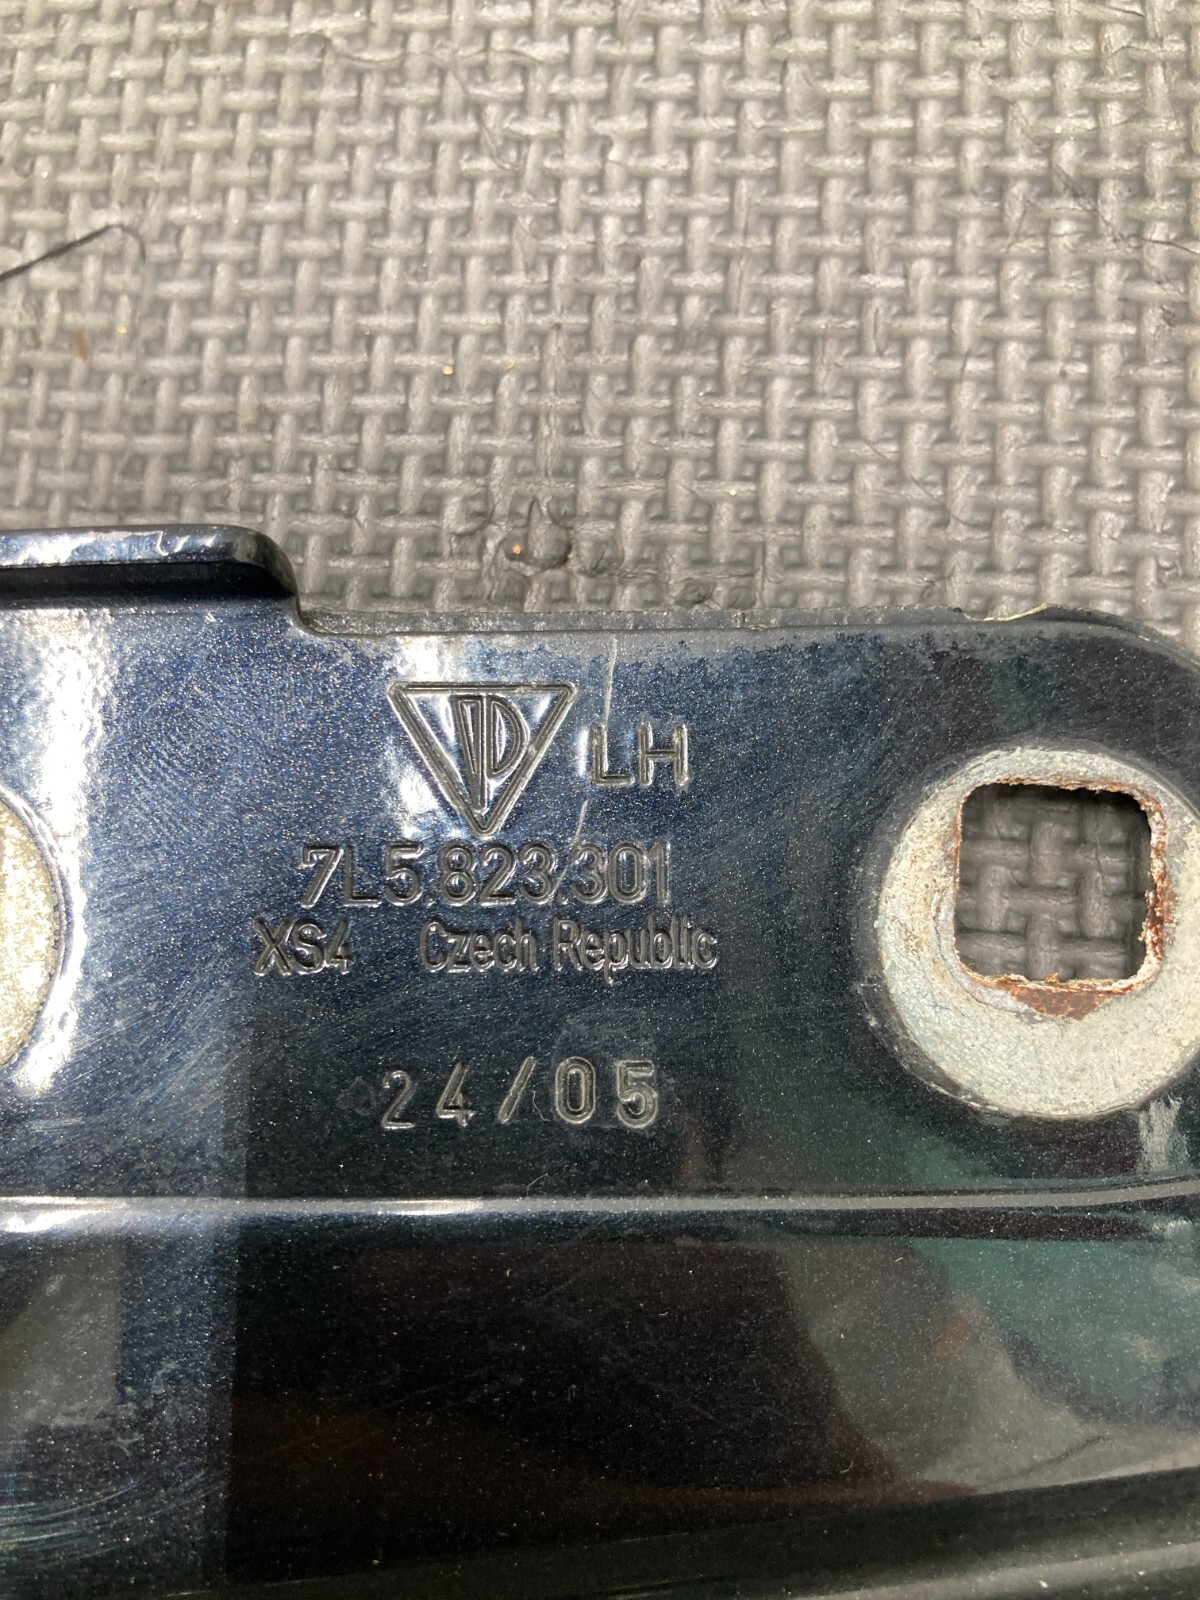 LH
7L5.823.301
XS4 Czech Republic
24/05